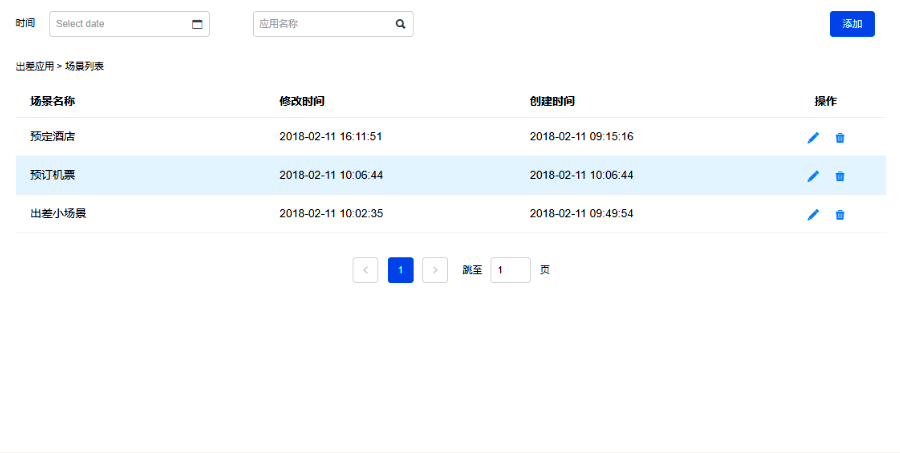 时间 Select date 应用名称 添加
出差应用 > 场景列表
场景名称 修改时间 创建时间 操作
预定酒店 2018-02-11 16:11:51 2018-02-11 09:15:16
预订机票 2018-02-11 10:06:44 2018-02-11 10:06:44
出差小场景 2018-02-11 10:02:35 2018-02-11 09:49:54
< 1 > 跳至 1 页